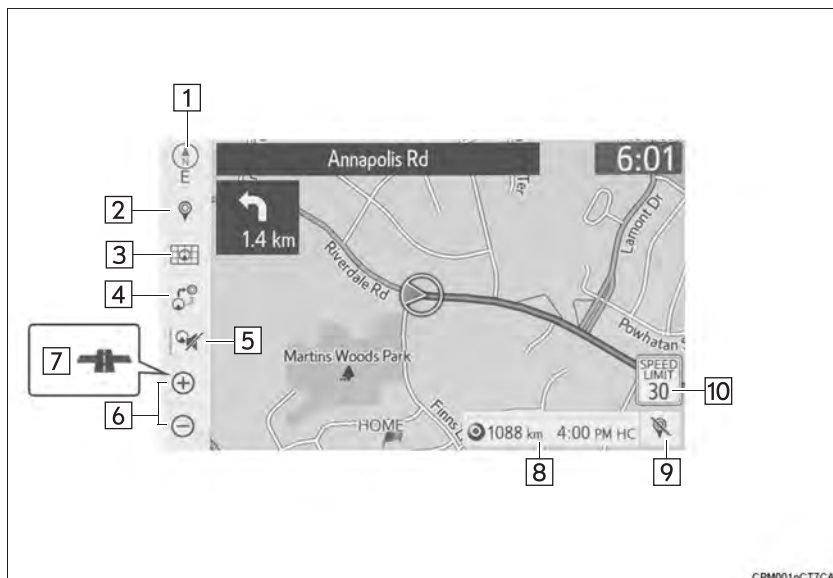 1
N
E
Annapolis Rd
6:01
Ter
2
1.4 km
Lamont Dr
3
Riverdale Rd
4
5
Powhatan S
7
Martins Woods Park
SPEED
LIMIT
30
10
6
HOME
Finns L
1088 km 4:00 PM HC
8
9